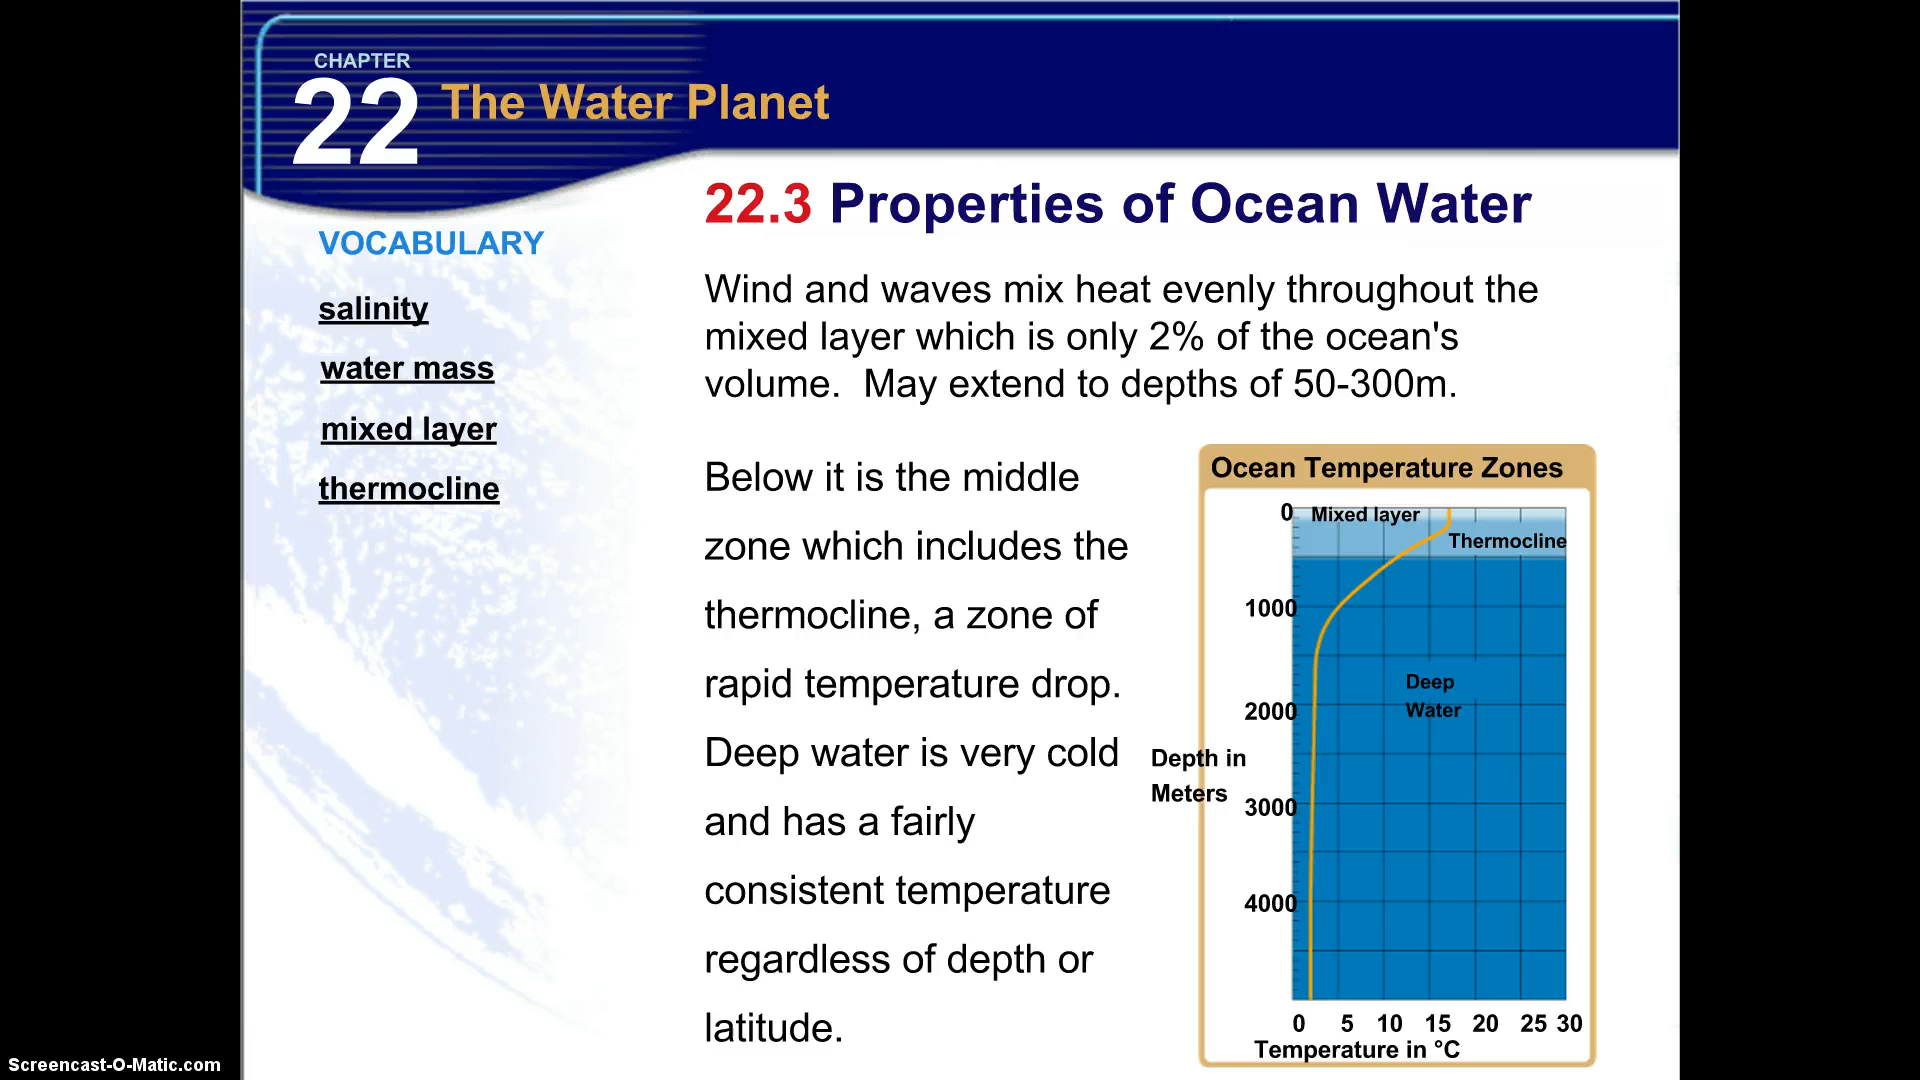 CHAPTER
22
The Water Planet
22.3 Properties of Ocean Water
VOCABULARY
salinity
water mass
mixed layer
thermocline
Wind and waves mix heat evenly throughout the
mixed layer which is only 2% of the ocean's
volume.  May extend to depths of 50-300m.
Below it is the middle
zone which includes the
thermocline, a zone of
rapid temperature drop.
Deep water is very cold
and has a fairly
consistent temperature
regardless of depth or
latitude.
Ocean Temperature Zones
0
Mixed layer
Thermocline
1000
Deep
Water
2000
Depth in
Meters
3000
4000
0 5 10 15 20 25 30
Temperature in °C
Screencast-O-Matic.com